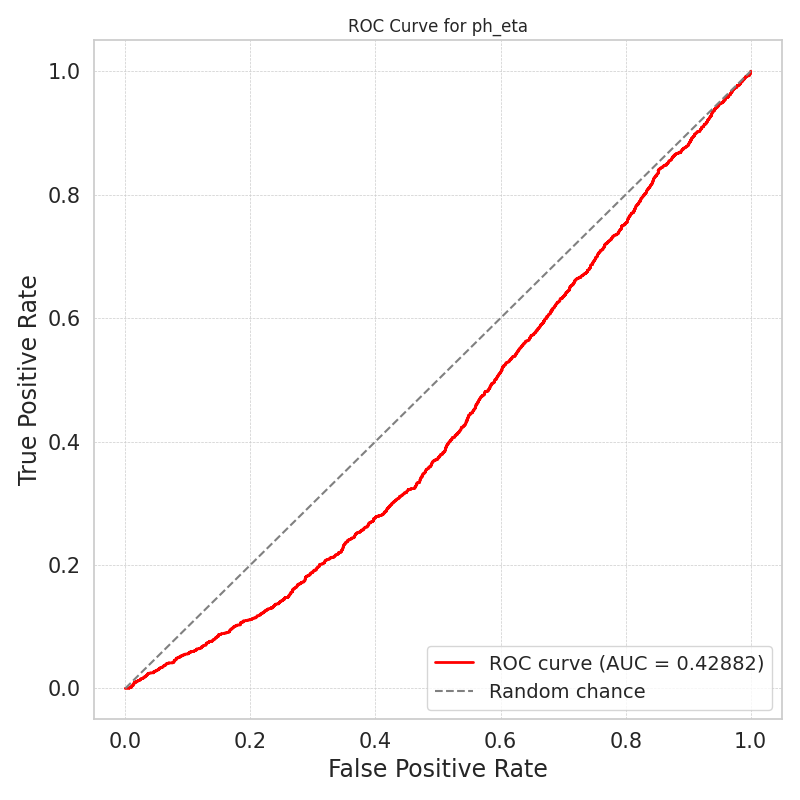 ROC Curve for ph_eta
True Positive Rate
1.0
0.8
0.6
0.4
0.2
0.0
ROC curve (AUC = 0.42882)
Random chance
0.0 0.2 0.4 0.6 0.8 1.0
False Positive Rate